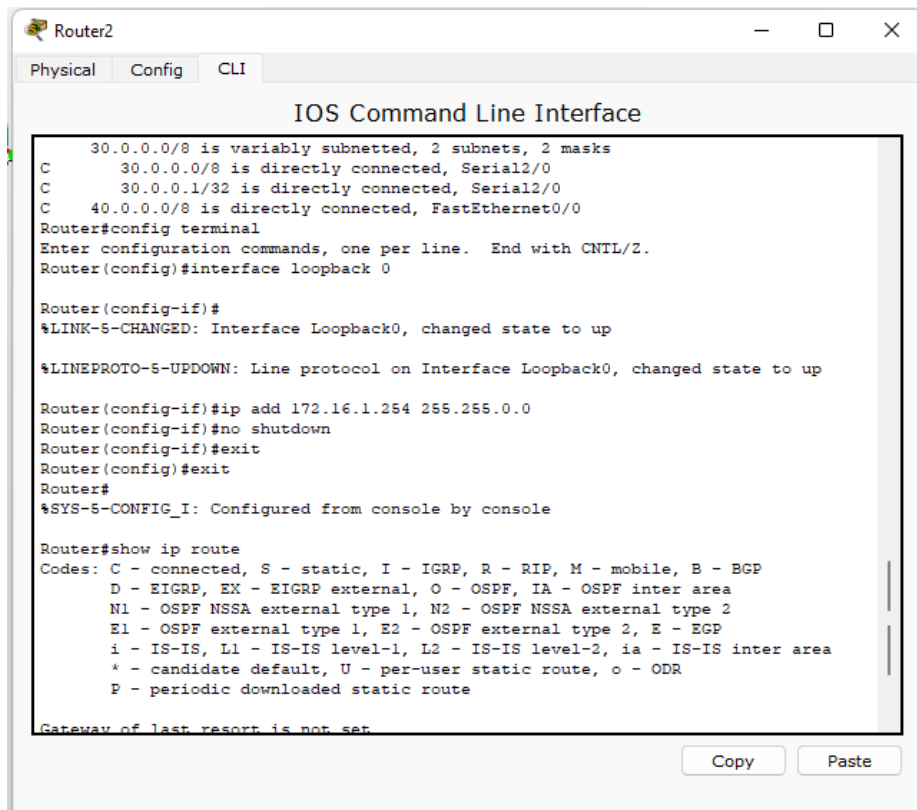 Router2
Physical Config CLI
IOS Command Line Interface
30.0.0.0/8 is variably subnetted, 2 subnets, 2 masks
C 30.0.0.0/8 is directly connected, Serial2/0
C 30.0.0.1/32 is directly connected, Serial2/0
C 40.0.0.0/8 is directly connected, FastEthernet0/0
Router#config terminal
Enter configuration commands, one per line. End with CNTL/Z.
Router(config)#interface loopback 0
Router(config-if)#
%LINK-5-CHANGED: Interface Loopback0, changed state to up
%LINEPROTO-5-UPDOWN: Line protocol on Interface Loopback0, changed state to up
Router(config-if)#ip add 172.16.1.254 255.255.0.0
Router(config-if)#no shutdown
Router(config-if)#exit
Router(config)#exit
Router#
%SYS-5-CONFIG_I: Configured from console by console
Router#show ip route
Codes: C - connected, S - static, I - IGRP, R - RIP, M - mobile, B - BGP
D - EIGRP, EX - EIGRP external, O - OSPF, IA - OSPF inter area
N1 - OSPF NSSA external type 1, N2 - OSPF NSSA external type 2
E1 - OSPF external type 1, E2 - OSPF external type 2, E - EGP
i - IS-IS, L1 - IS-IS level-1, L2 - IS-IS level-2, ia - IS-IS inter area
* - candidate default, U - per-user static route, o - ODR
P - periodic downloaded static route
Gateway of last resort is not set
Copy Paste